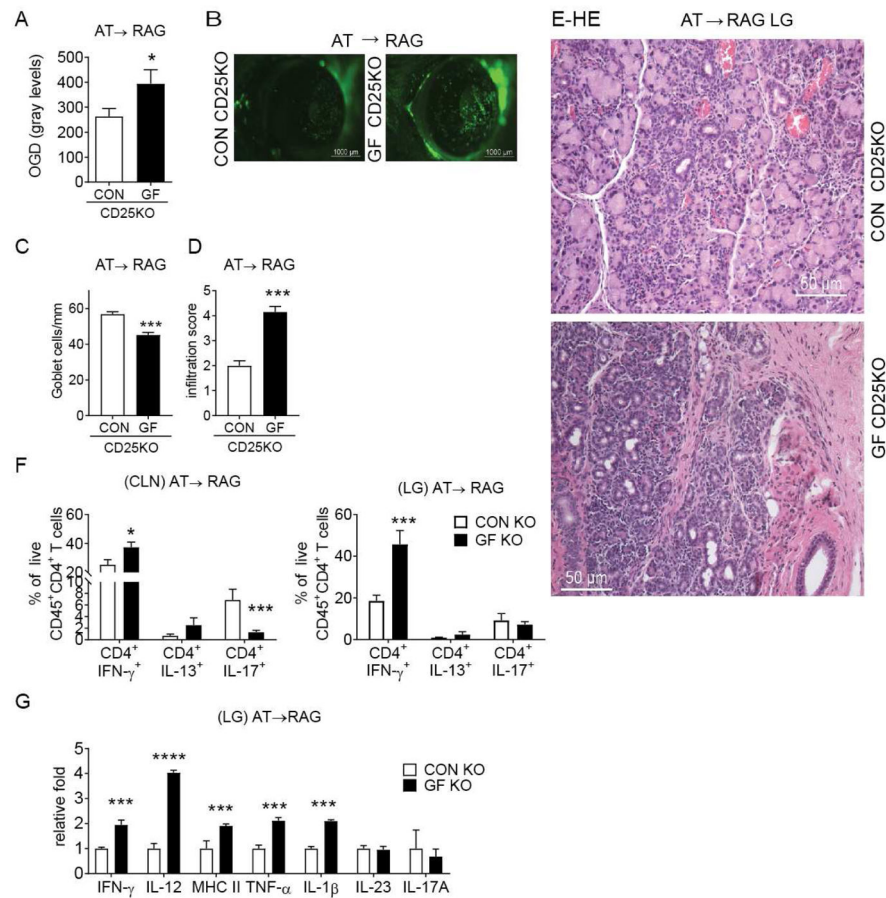 A
AT→ RAG
*
OGD (gray levels)
500
400
300
200
100
0
CON GF
CD25KO
B
AT → RAG
CON CD25KO
1000 µm
GF CD25KO
1000 µm
E-HE
AT→RAG LG
CON CD25KO
60 µm
GF CD25KO
50 µm
C
AT→ RAG
***
Goblet cells/mm
60
40
20
0
CON GF
CD25KO
D
AT→ RAG
***
infiltration score
5
4
3
2
1
0
CON GF
CD25KO
F
(CLN) AT→ RAG
*
***
% of live
CD45+CD4+ T cells
60
40
20
10
8
6
4
2
0
CD4+
IFN-γ+
CD4+
IL-13+
CD4+
IL-17+
(LG) AT→ RAG
***
CON KO
GF KO
% of live
CD45+CD4+ T cells
60
40
20
0
CD4+
IFN-γ+
CD4+
IL-13+
CD4+
IL-17+
G
(LG) AT→RAG
CON KO
GF KO
relative fold
5
4
3
2
1
0
*** **** *** *** ***
IFN-γ IL-12 MHC II TNF-α IL-1β IL-23 IL-17A